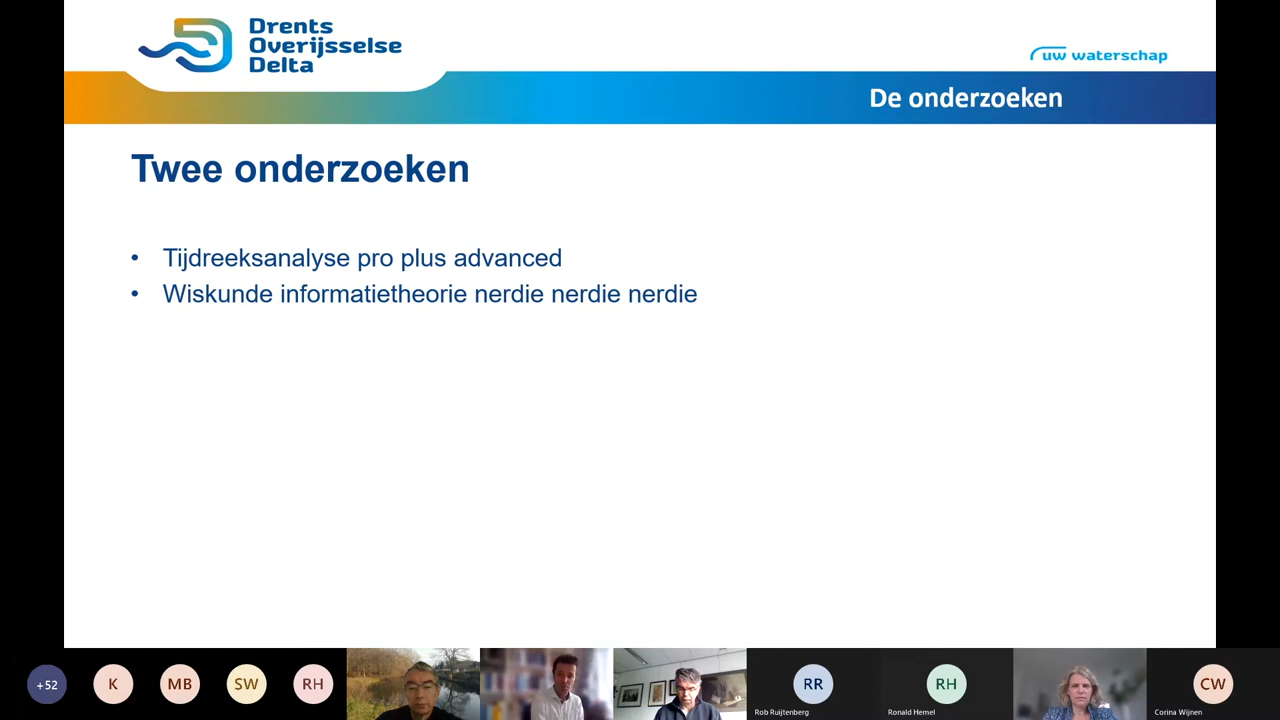 Drents
Overijsselse
Delta
uw waterschap
De onderzoeken
Twee onderzoeken
• Tijdreeksanalyse pro plus advanced
• Wiskunde informatietheorie nerdie nerdie nerdie
+52
K
MB
SW
RH
RR
Rob Ruijtenberg
RH
Ronald Hemel
CW
Corina Wijnen